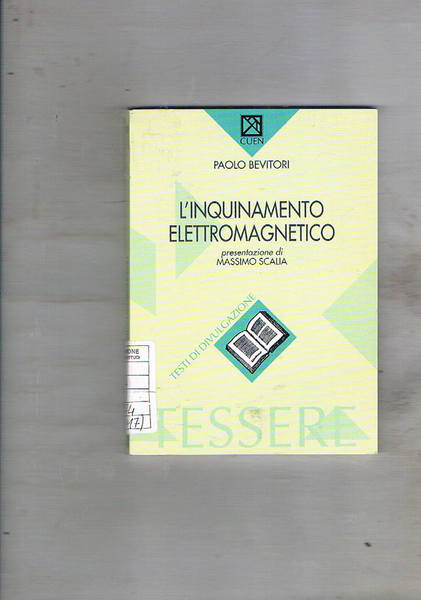 CUEN
PAOLO BEVITORI
L'INQUINAMENTO
ELETTROMAGNETICO
presentazione di
MASSIMO SCALIA
TESTI DI DIVULGAZIONE
TESSERE